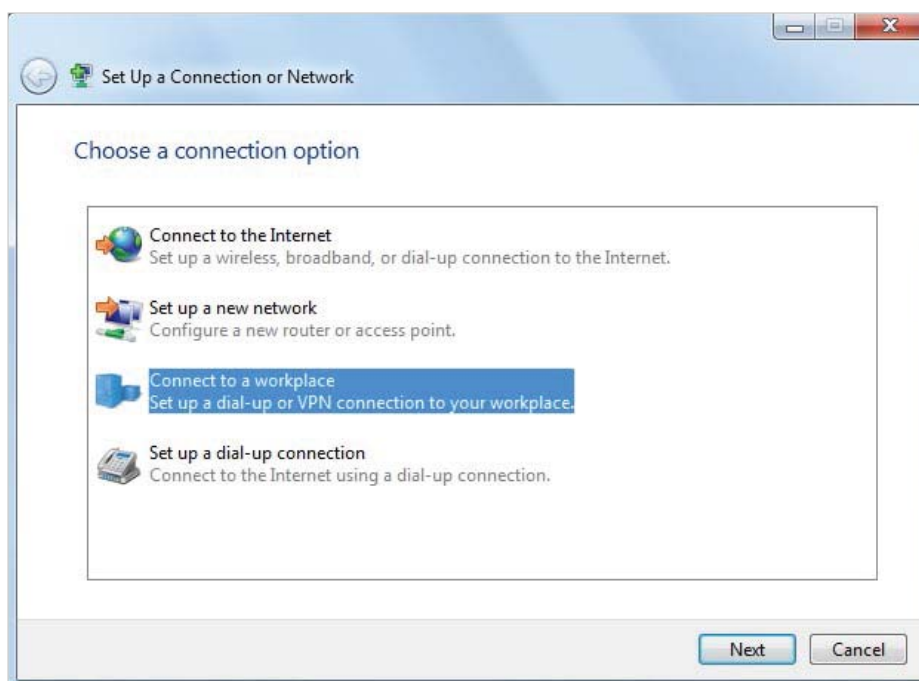 Set Up a Connection or Network
Choose a connection option
Connect to the Internet
Set up a wireless, broadband, or dial-up connection to the Internet.
Set up a new network
Configure a new router or access point.
Connect to a workplace
Set up a dial-up or VPN connection to your workplace.
Set up a dial-up connection
Connect to the Internet using a dial-up connection.
Next Cancel